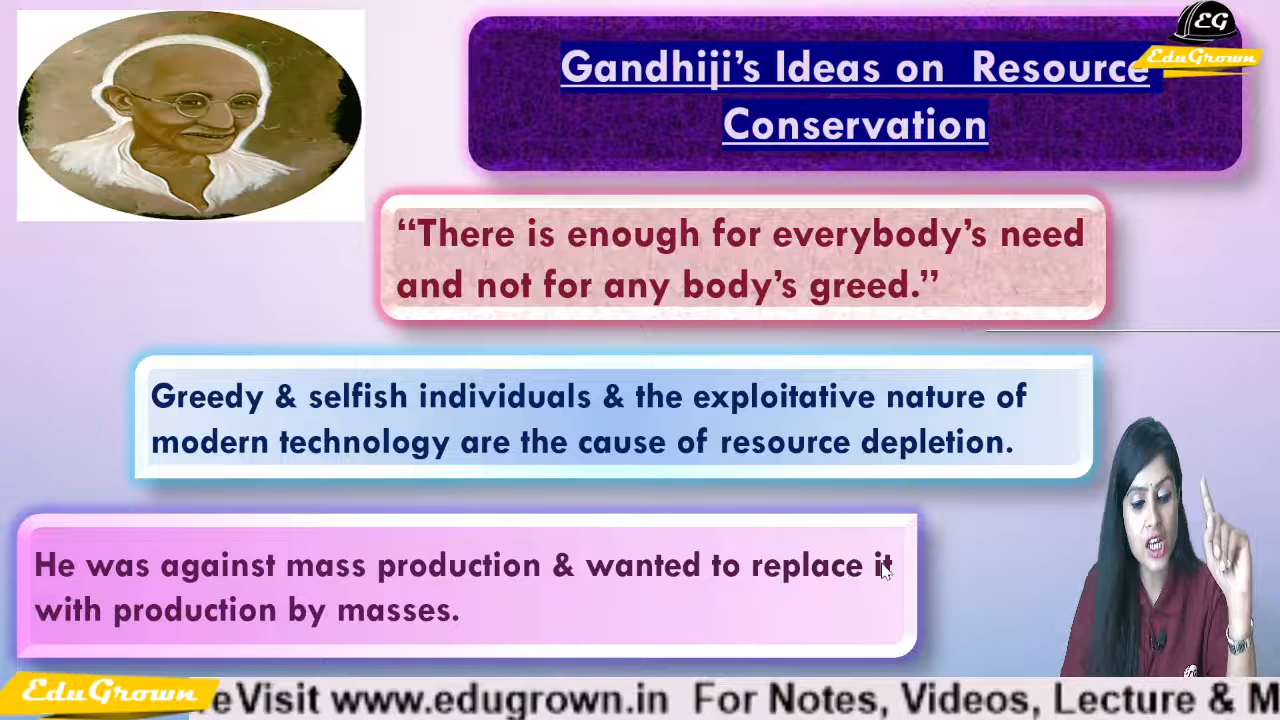 EG
EduGrown
Gandhiji's Ideas on Resource
Conservation
“There is enough for everybody's need
and not for any body's greed.”
Greedy & selfish individuals & the exploitative nature of
modern technology are the cause of resource depletion.
He was against mass production & wanted to replace it
with production by masses.
EduGrown
Visit www.edugrown.in For Notes, Videos, Lecture &